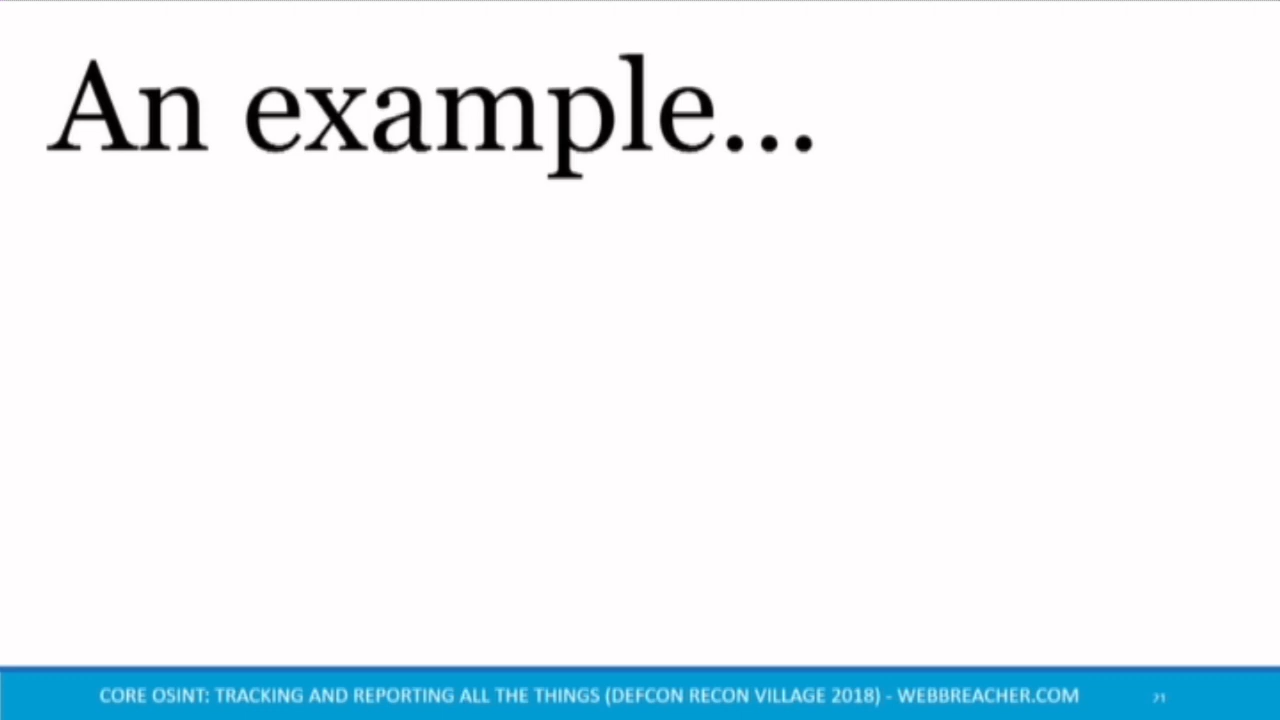 An example...
CORE OSINT: TRACKING AND REPORTING ALL THE THINGS (DEFCON RECON VILLAGE 2018) - WEBBREACHER.COM